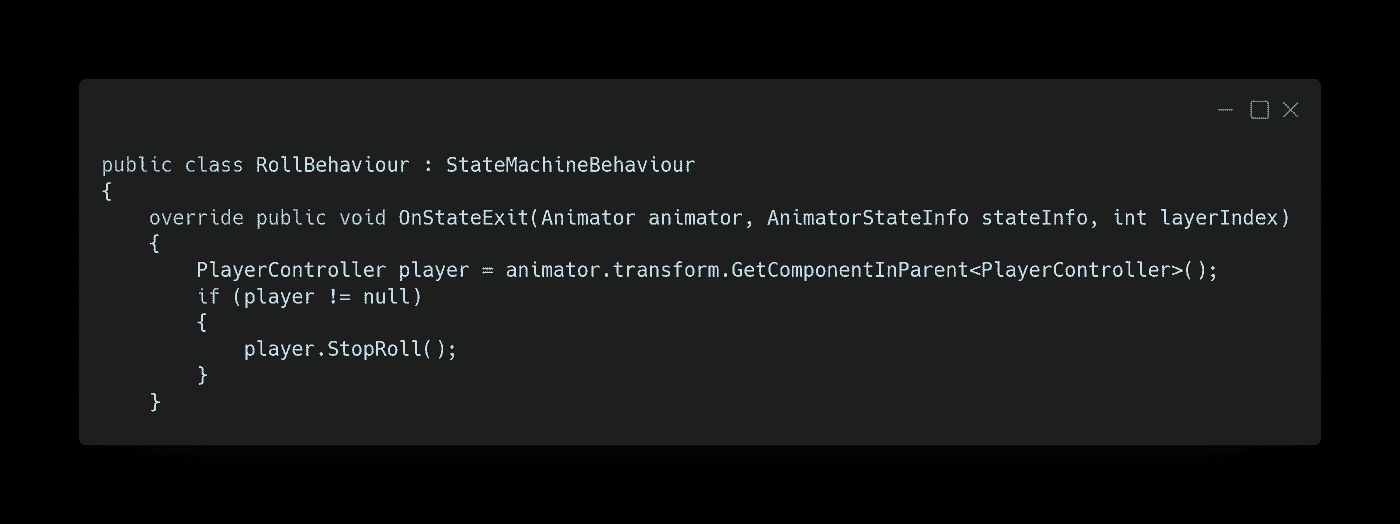 public class RollBehaviour : StateMachineBehaviour
{
    override public void OnStateExit(Animator animator, AnimatorStateInfo stateInfo, int layerIndex)
    {
        PlayerController player = animator.transform.GetComponentInParent<PlayerController>();
        if (player != null)
        {
            player.StopRoll();
        }
    }